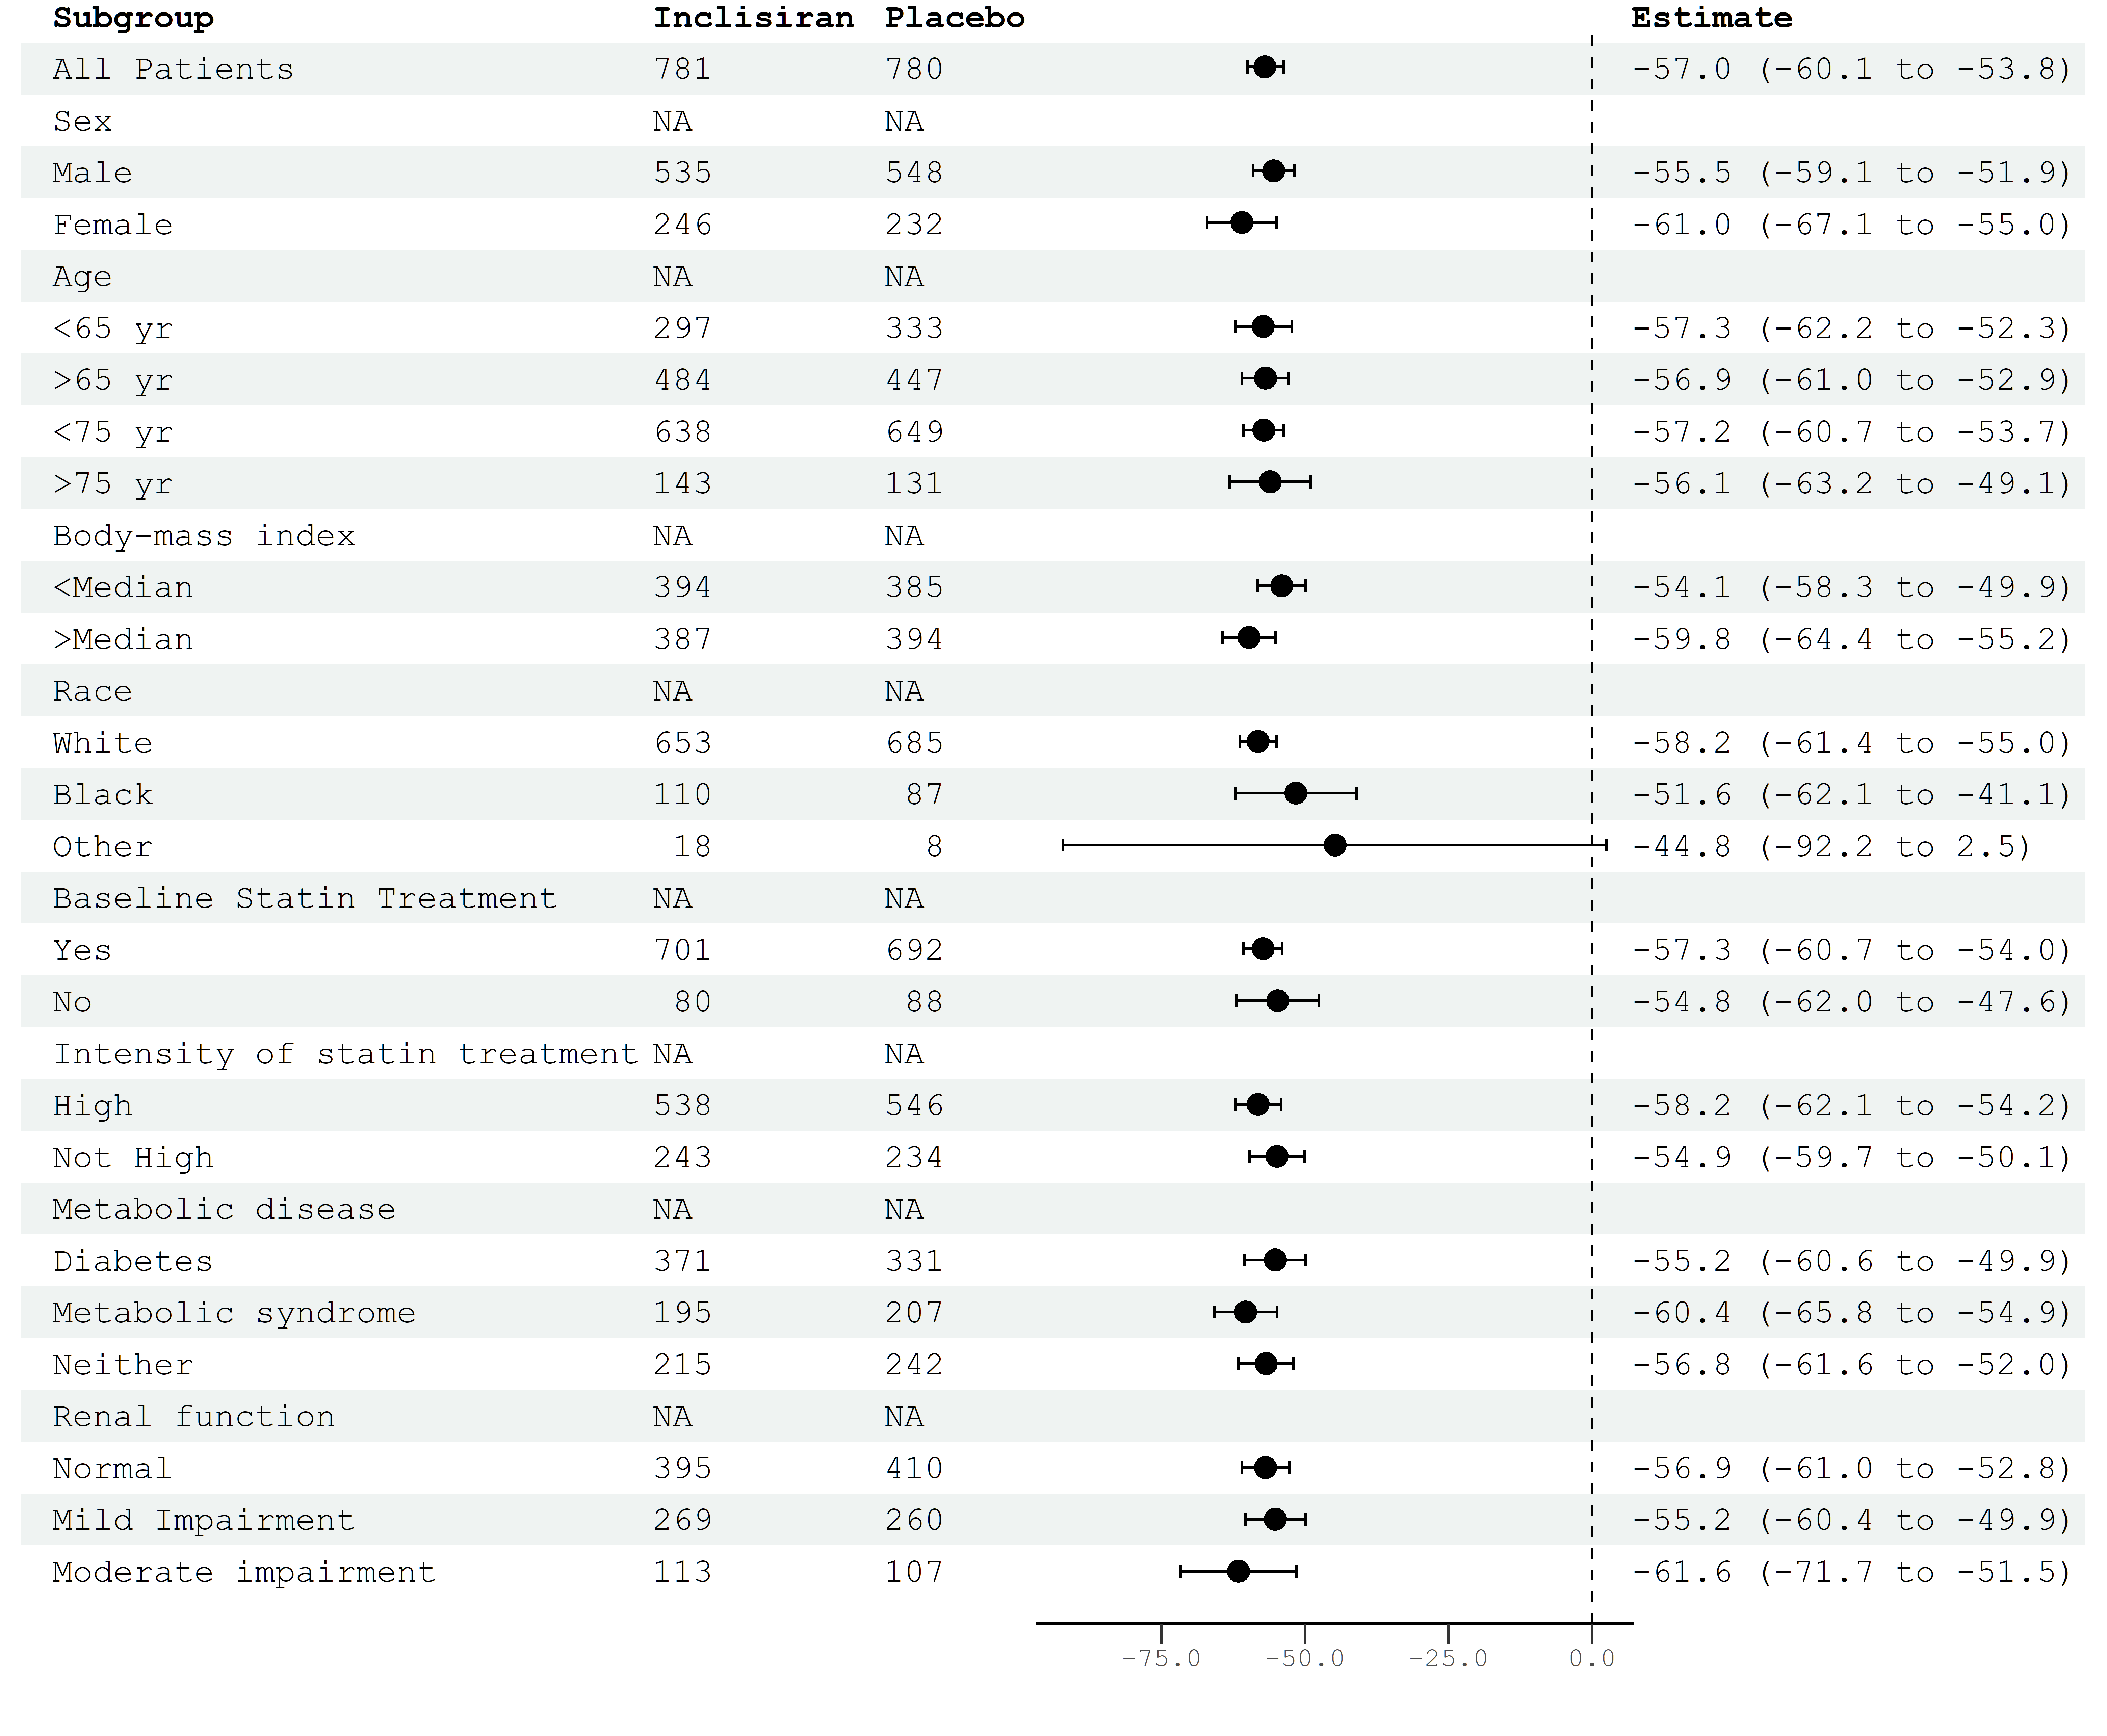 Subgroup Inclisiran Placebo Estimate
All Patients 781 780 -57.0 (-60.1 to -53.8)
Sex NA NA
Male 535 548 -55.5 (-59.1 to -51.9)
Female 246 232 -61.0 (-67.1 to -55.0)
Age NA NA
<65 yr 297 333 -57.3 (-62.2 to -52.3)
>65 yr 484 447 -56.9 (-61.0 to -52.9)
<75 yr 638 649 -57.2 (-60.7 to -53.7)
>75 yr 143 131 -56.1 (-63.2 to -49.1)
Body-mass index NA NA
<Median 394 385 -54.1 (-58.3 to -49.9)
>Median 387 394 -59.8 (-64.4 to -55.2)
Race NA NA
White 653 685 -58.2 (-61.4 to -55.0)
Black 110 87 -51.6 (-62.1 to -41.1)
Other 18 8 -44.8 (-92.2 to 2.5)
Baseline Statin Treatment NA NA
Yes 701 692 -57.3 (-60.7 to -54.0)
No 80 88 -54.8 (-62.0 to -47.6)
Intensity of statin treatment NA NA
High 538 546 -58.2 (-62.1 to -54.2)
Not High 243 234 -54.9 (-59.7 to -50.1)
Metabolic disease NA NA
Diabetes 371 331 -55.2 (-60.6 to -49.9)
Metabolic syndrome 195 207 -60.4 (-65.8 to -54.9)
Neither 215 242 -56.8 (-61.6 to -52.0)
Renal function NA NA
Normal 395 410 -56.9 (-61.0 to -52.8)
Mild Impairment 269 260 -55.2 (-60.4 to -49.9)
Moderate impairment 113 107 -61.6 (-71.7 to -51.5)
-75.0 -50.0 -25.0 0.0